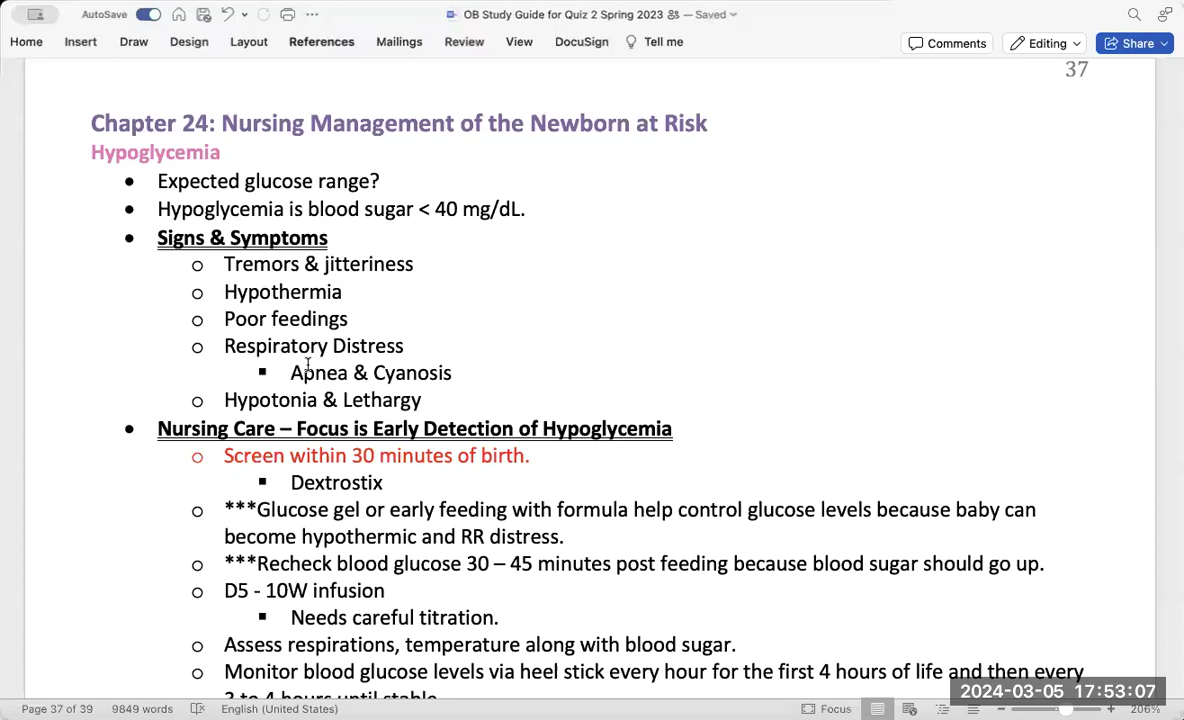 AutoSave OB Study Guide for Quiz 2 Spring 2023 — Saved
Home Insert Draw Design Layout References Mailings Review View DocuSign Tell me Comments Editing Share
37
Chapter 24: Nursing Management of the Newborn at Risk
Hypoglycemia
• Expected glucose range?
• Hypoglycemia is blood sugar < 40 mg/dL.
• Signs & Symptoms
o Tremors & jitteriness
o Hypothermia
o Poor feedings
o Respiratory Distress
▪ Apnea & Cyanosis
o Hypotonia & Lethargy
• Nursing Care – Focus is Early Detection of Hypoglycemia
o Screen within 30 minutes of birth.
▪ Dextrostix
o ***Glucose gel or early feeding with formula help control glucose levels because baby can
become hypothermic and RR distress.
o ***Recheck blood glucose 30 – 45 minutes post feeding because blood sugar should go up.
o D5 - 10W infusion
▪ Needs careful titration.
o Assess respirations, temperature along with blood sugar.
o Monitor blood glucose levels via heel stick every hour for the first 4 hours of life and then every
3 to 4 hours until stable
2024-03-05 17:53:07
Page 37 of 39 9849 words English (United States) Focus 206%